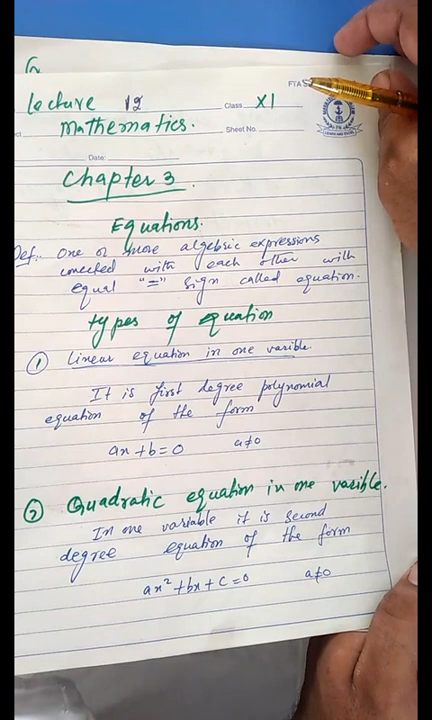 FTAS
Lecture 12 Class XI
Mathematics. Sheet No.
Date:
Chapter 3
Equations.
Def:. One or more algebric expressions
conected with each other with
equal "=" sign called equation.
types of equation
① Linear equation in one varible
It is first degree polynomial
equation of the form
ax + b = 0 a≠0
② Quadratic equation in one varible.
In one variable it is second
degree equation of the form
ax² + bx + c = 0 a≠0